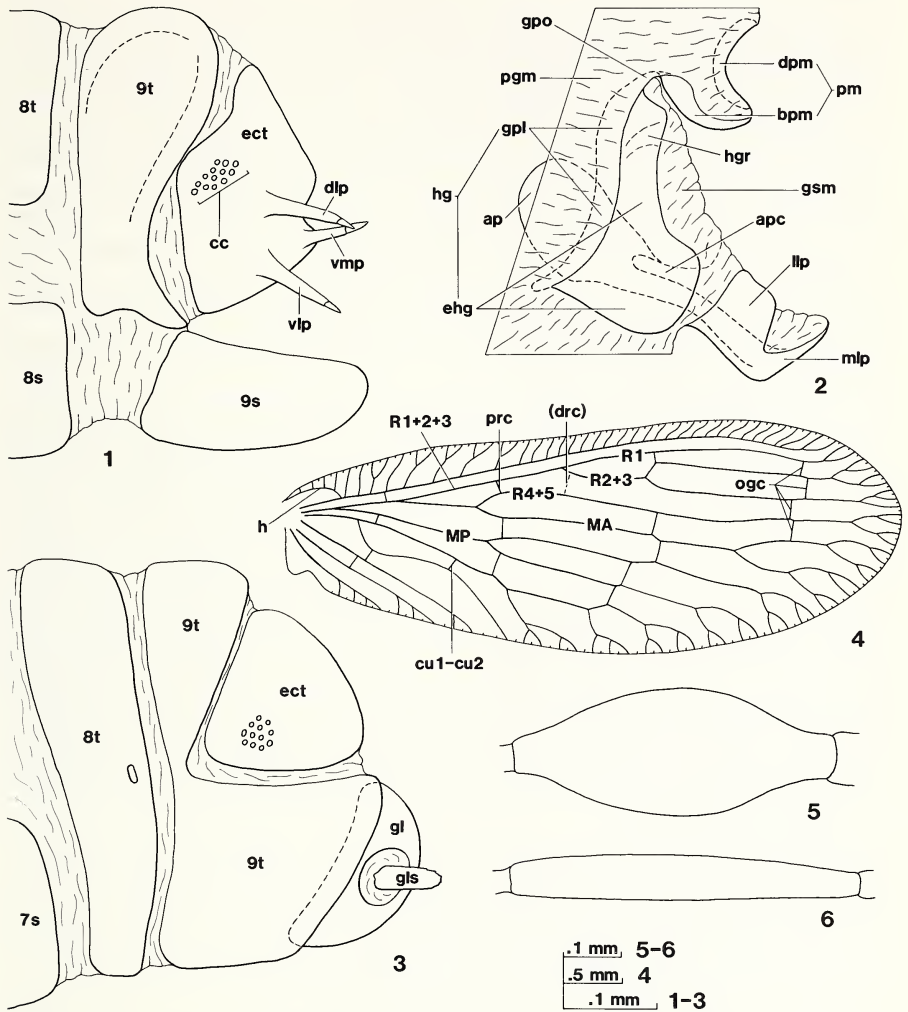 8t
9t
ect
dlp
cc
vmp
vlp
8s
9s
1
gpo
dpm
pgm
pm
bpm
gpl
hgr
hg
gsm
ap
apc
llp
ehg
mlp
2
R1+2+3
prc
(drc)
R1
R2+3
R4+5
ogc
h
MP
MA
cu1-cu2
4
9t
ect
8t
gl
9t
gls
7s
3
5
6
.1 mm 5-6
.5 mm 4
.1 mm 1-3